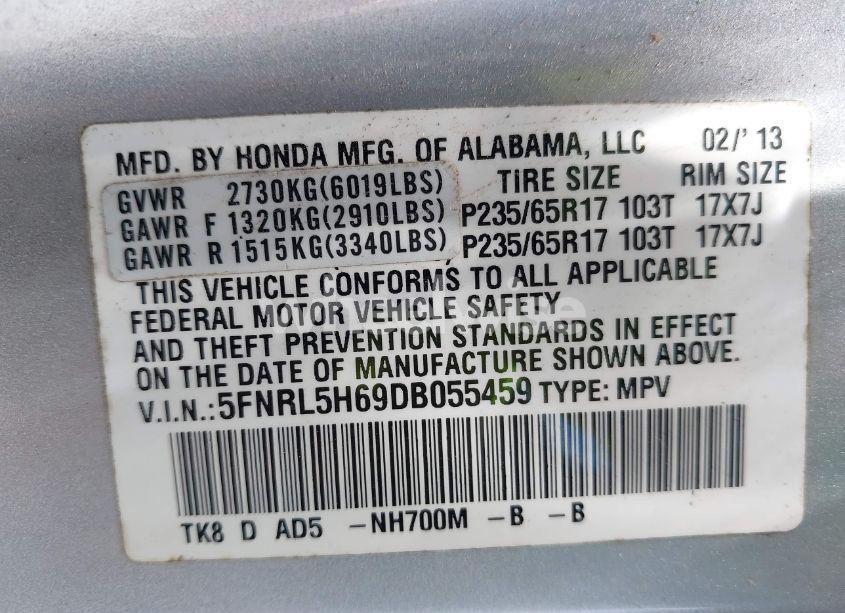 MFD. BY HONDA MFG. OF ALABAMA, LLC 02/'13
GVWR 2730KG(6019LBS) TIRE SIZE RIM SIZE
GAWR F 1320KG(2910LBS) P235/65R17 103T 17X7J
GAWR R 1515KG(3340LBS) P235/65R17 103T 17X7J
THIS VEHICLE CONFORMS TO ALL APPLICABLE
FEDERAL MOTOR VEHICLE SAFETY
AND THEFT PREVENTION STANDARDS IN EFFECT
ON THE DATE OF MANUFACTURE SHOWN ABOVE.
V.I.N.:5FNRL5H69DB055459 TYPE: MPV
TK8 D AD5 -NH700M -B -B